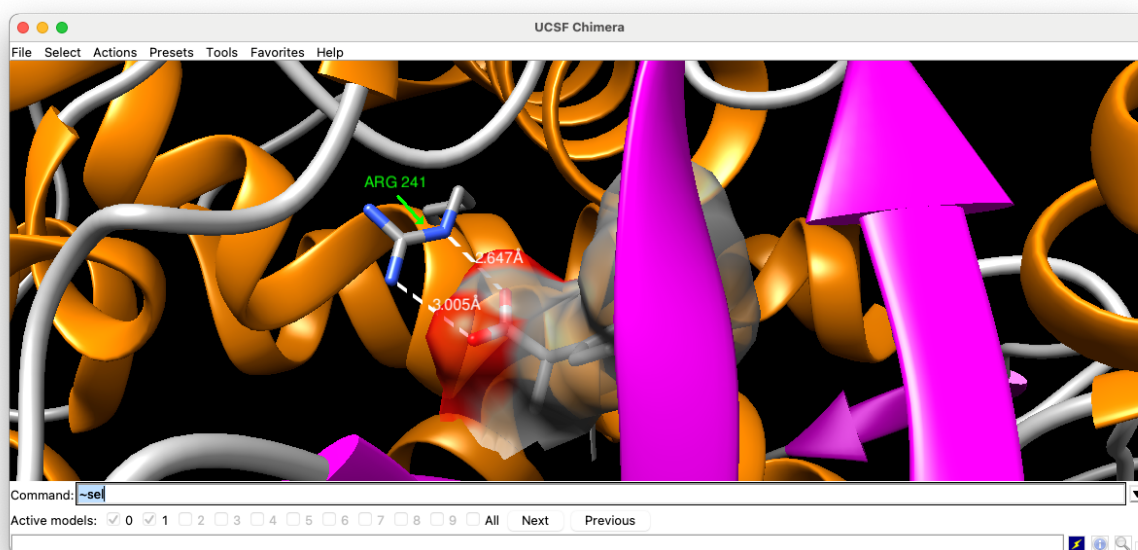 UCSF Chimera
File Select Actions Presets Tools Favorites Help
ARG 241
2.647Å
3.005Å
Command: ~sel
Active models: 0 1 2 3 4 5 6 7 8 9 All Next Previous